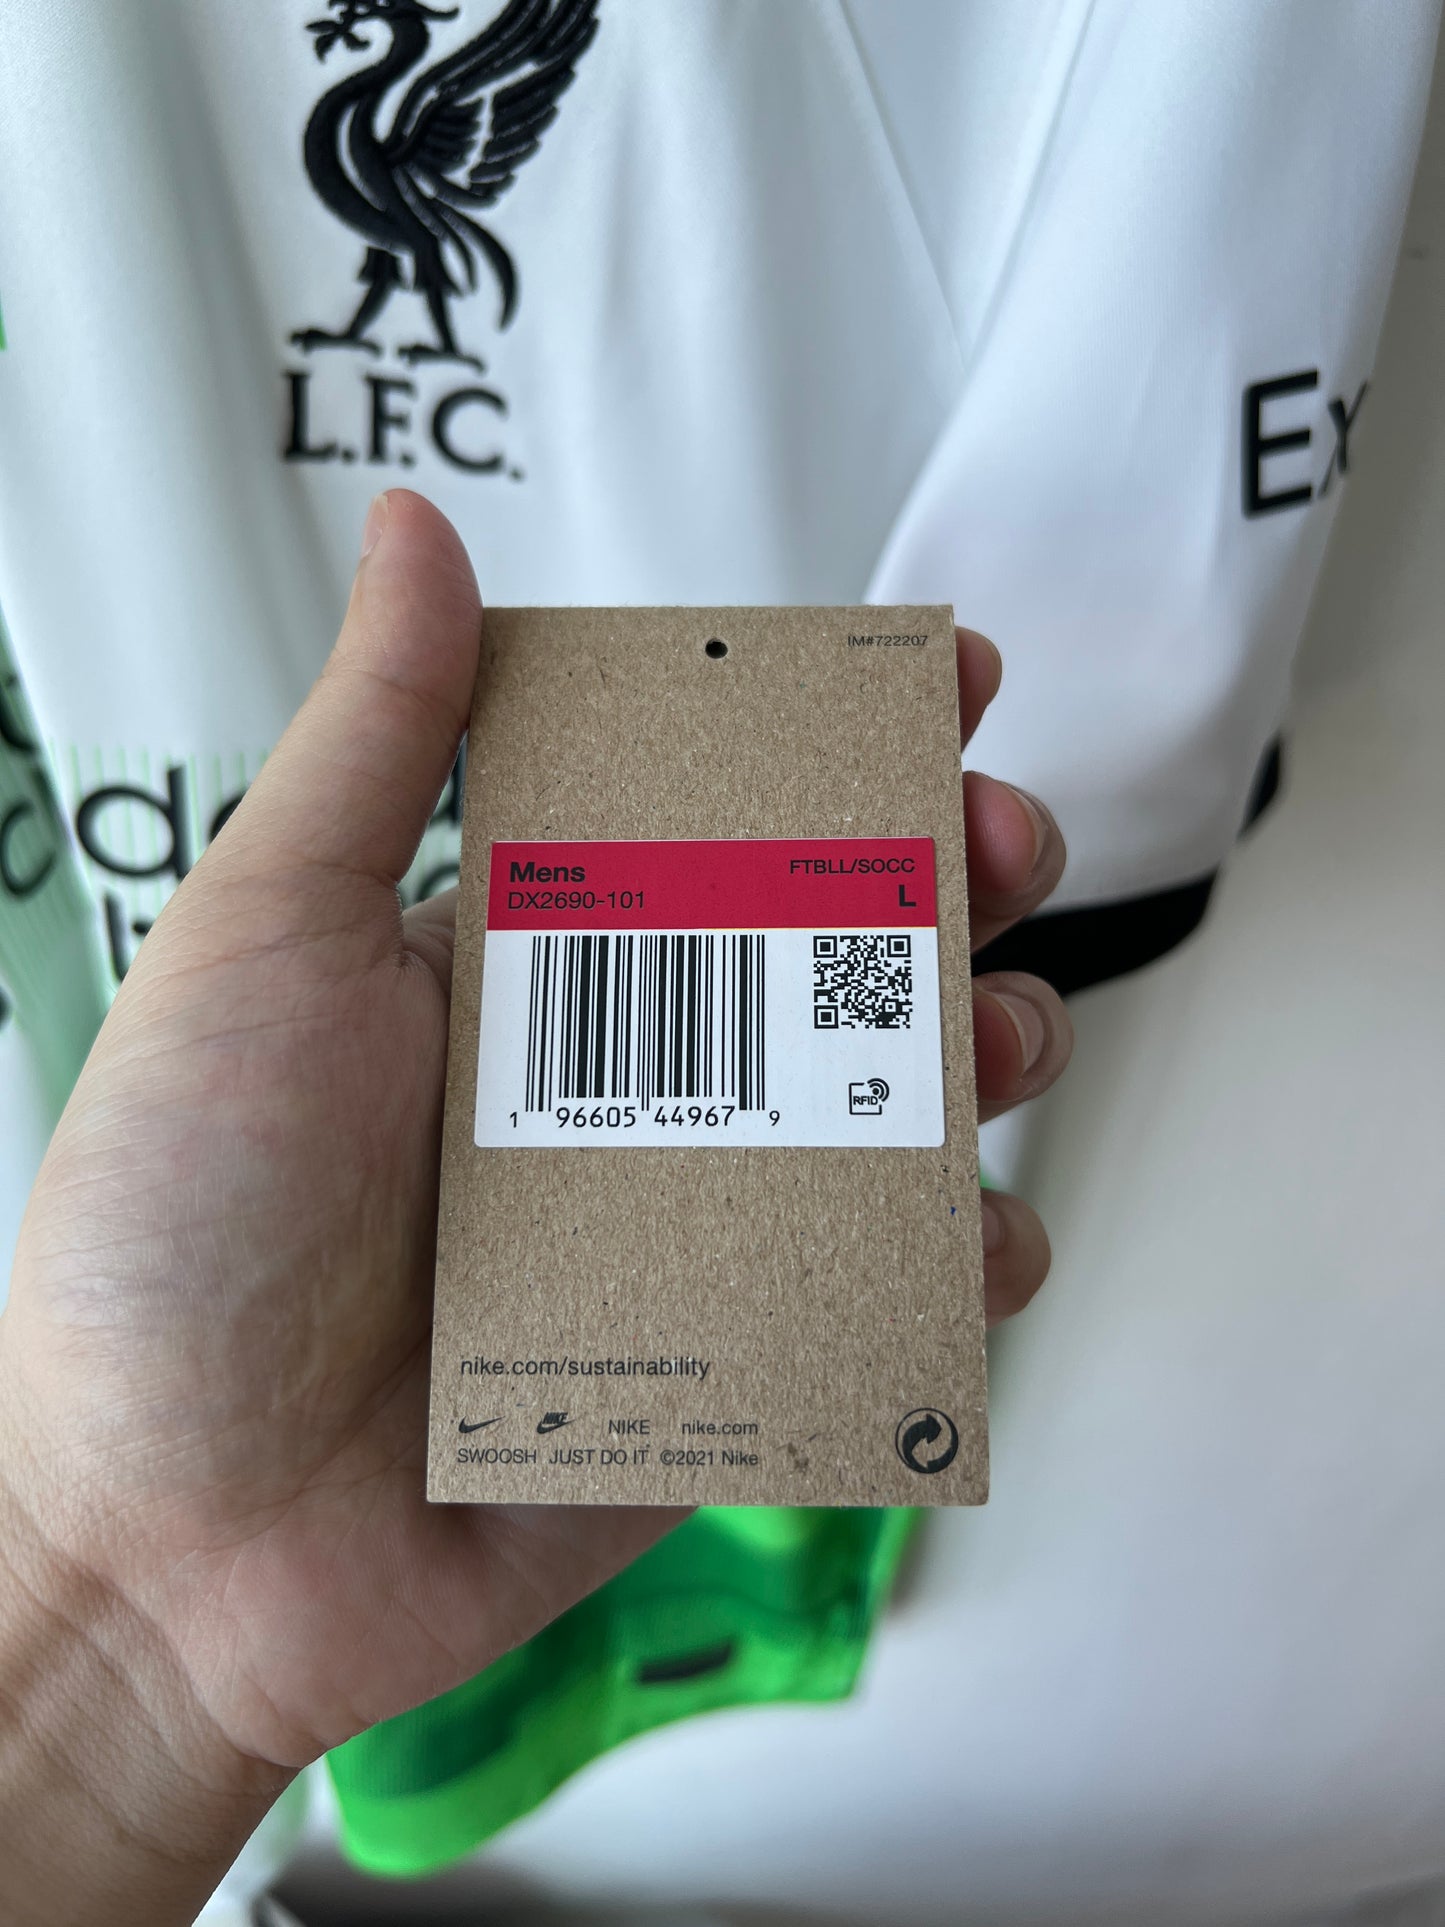 L.F.C.
Ex
IM#722207
Mens
FTBLL/SOCC
DX2690-101
L
1 96605 44967 9
RFID
nike.com/sustainability
NIKE NIKE nike.com
SWOOSH JUST DO IT ©2021 Nike